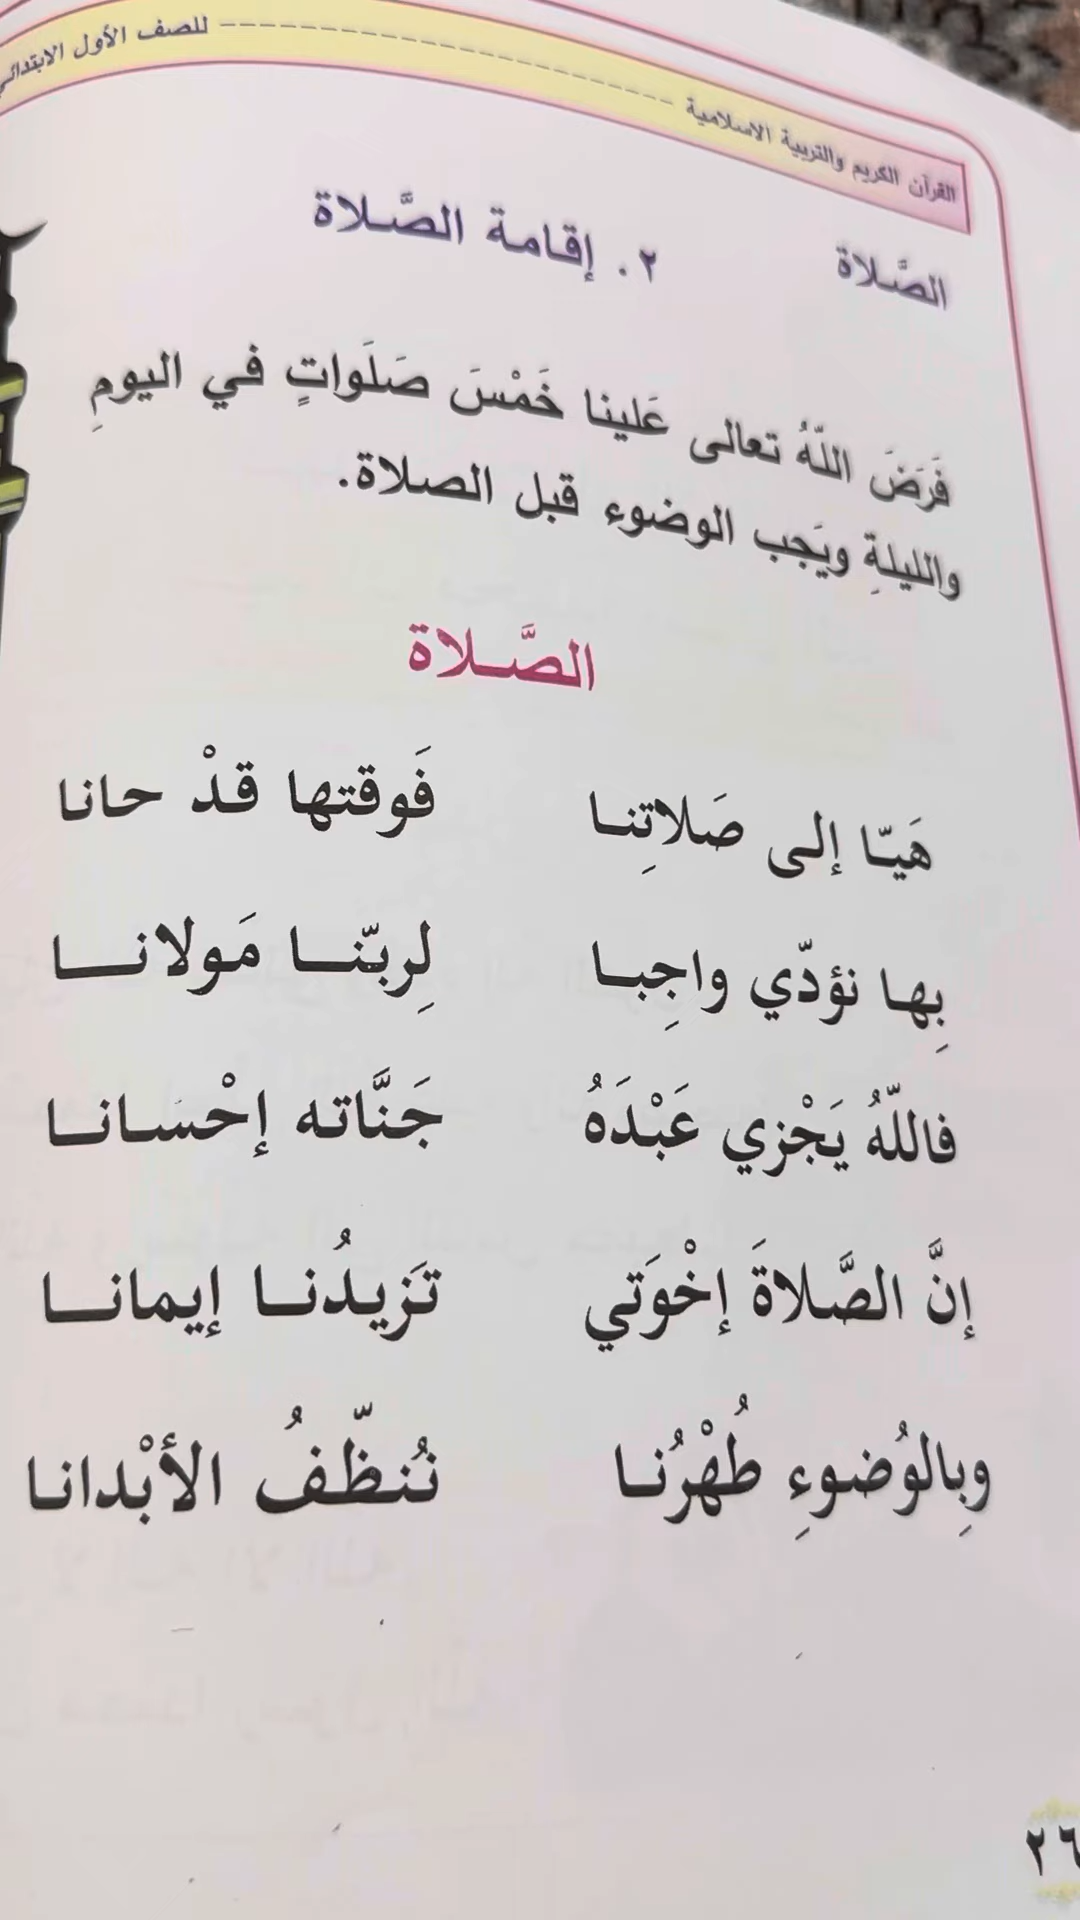 القرآن الكريم والتربية الاسلامية ---------------- للصف الأول الابتدائي
الصَّلاة ٢. إقامة الصَّلاة
فَرَضَ اللّهُ تعالى عَلينا خَمْسَ صَلَواتٍ في اليومِ
والليلةِ ويَجب الوضوء قبل الصلاة.
الصَّلاة
هَيّا إلى صَلاتِنا فَوقتها قدْ حانا
بِها نؤدّي واجِبا لِربّنا مَولانا
فاللّهُ يَجْزي عَبْدَهُ جَنَّاته إحْسَانا
إنَّ الصَّلاةَ إخْوَتي تَزيدُنا إيمانا
وبِالوُضوءِ طُهْرُنا نُنظّفُ الأبْدانا
٢٦